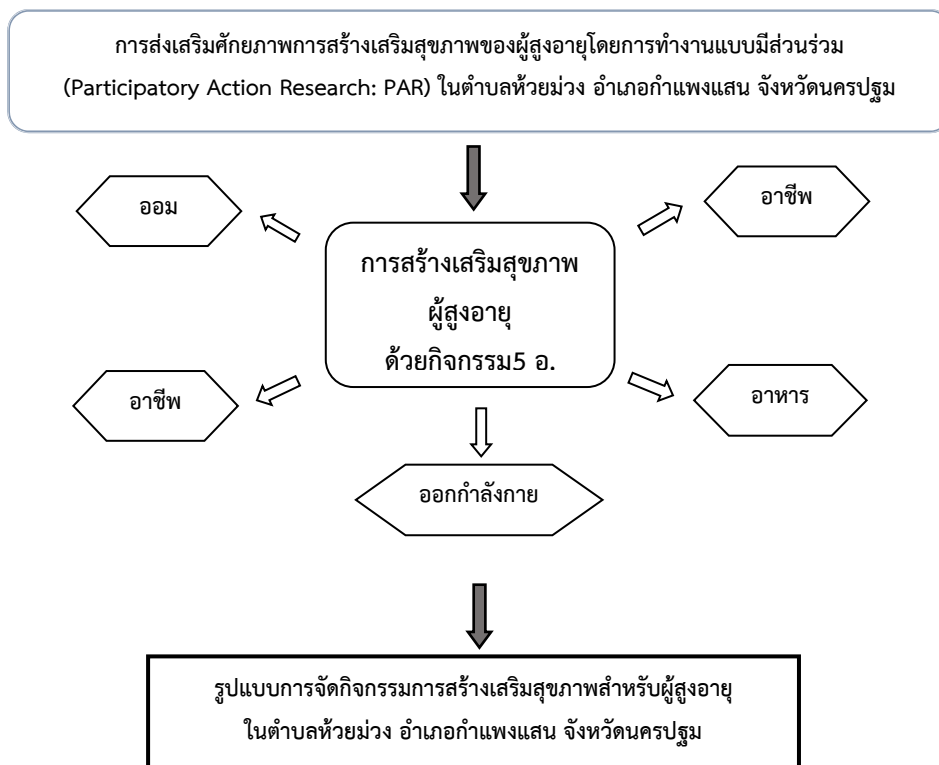 การส่งเสริมศักยภาพการสร้างเสริมสุขภาพของผู้สูงอายุโดยการทำงานแบบมีส่วนร่วม
(Participatory Action Research: PAR) ในตำบลห้วยม่วง อำเภอกำแพงแสน จังหวัดนครปฐม
ออม
อาชีพ
การสร้างเสริมสุขภาพ
ผู้สูงอายุ
ด้วยกิจกรรม5 อ.
อาชีพ
อาหาร
ออกกำลังกาย
รูปแบบการจัดกิจกรรมการสร้างเสริมสุขภาพสำหรับผู้สูงอายุ
ในตำบลห้วยม่วง อำเภอกำแพงแสน จังหวัดนครปฐม